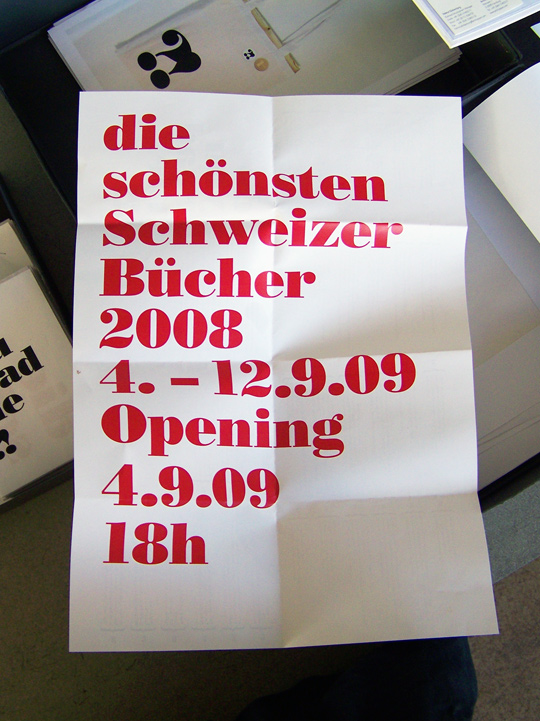 die
schönsten
Schweizer
Bücher
2008
4. – 12.9.09
Opening
4.9.09
18h